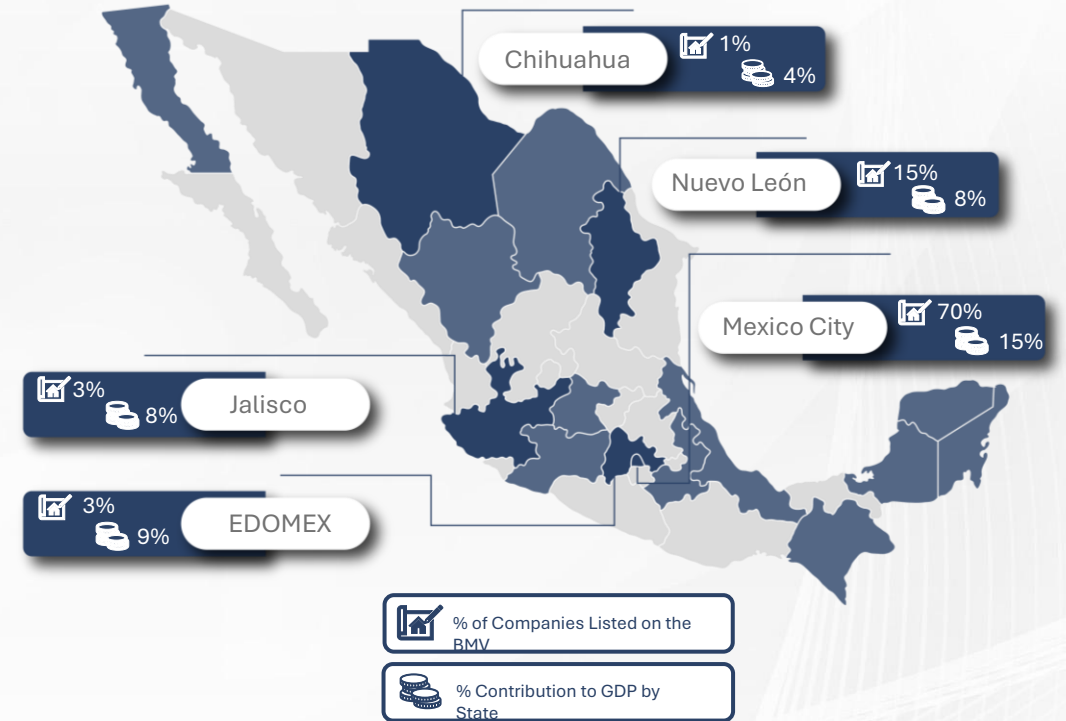 Chihuahua
1%
4%
Nuevo León
15%
8%
Mexico City
70%
15%
3%
8%
Jalisco
3%
9%
EDOMEX
% of Companies Listed on the
BMV
% Contribution to GDP by
State